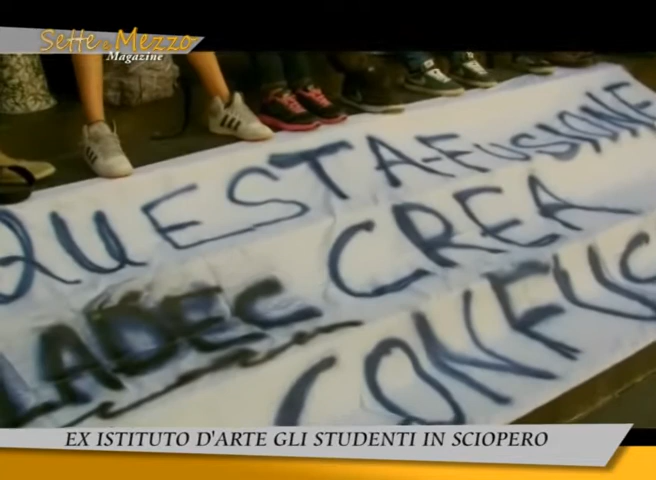 Sette e Mezzo
Magazine
QUESTA-FUSIONE
CREA
CONFUS
EX ISTITUTO D'ARTE GLI STUDENTI IN SCIOPERO